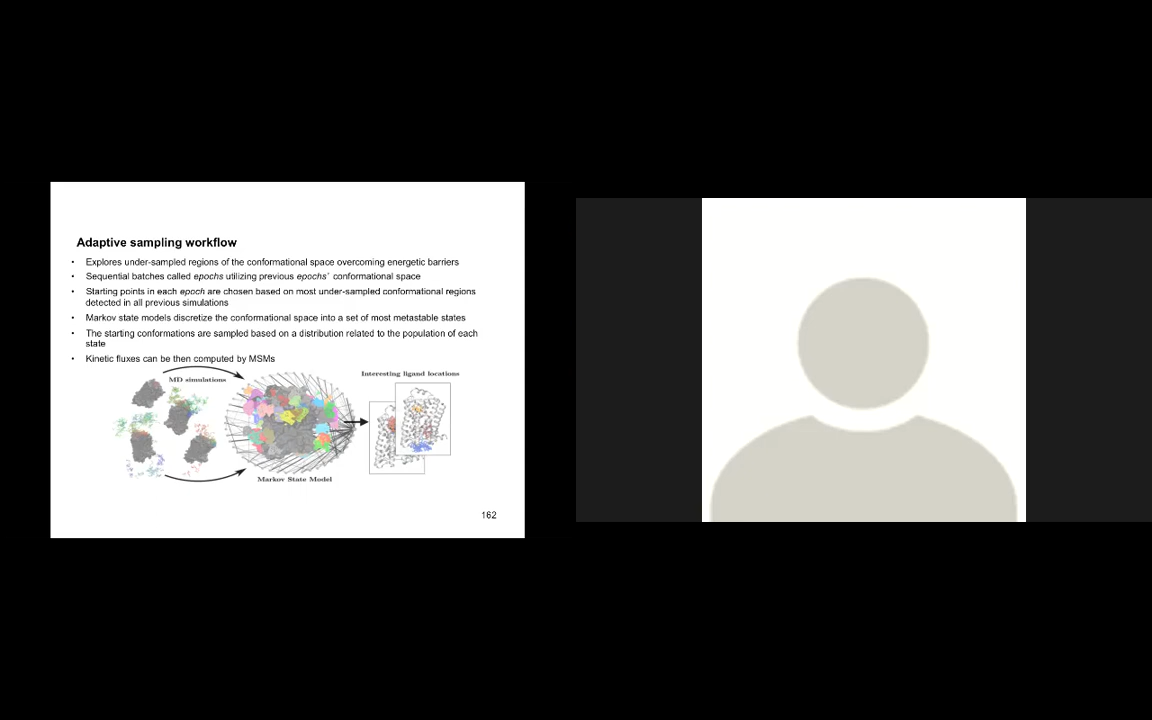 Adaptive sampling workflow
• Explores under-sampled regions of the conformational space overcoming energetic barriers
• Sequential batches called epochs utilizing previous epochs' conformational space
• Starting points in each epoch are chosen based on most under-sampled conformational regions
detected in all previous simulations
• Markov state models discretize the conformational space into a set of most metastable states
• The starting conformations are sampled based on a distribution related to the population of each
state
• Kinetic fluxes can be then computed by MSMs
MD simulations
Interesting ligand locations
Markov State Model
162